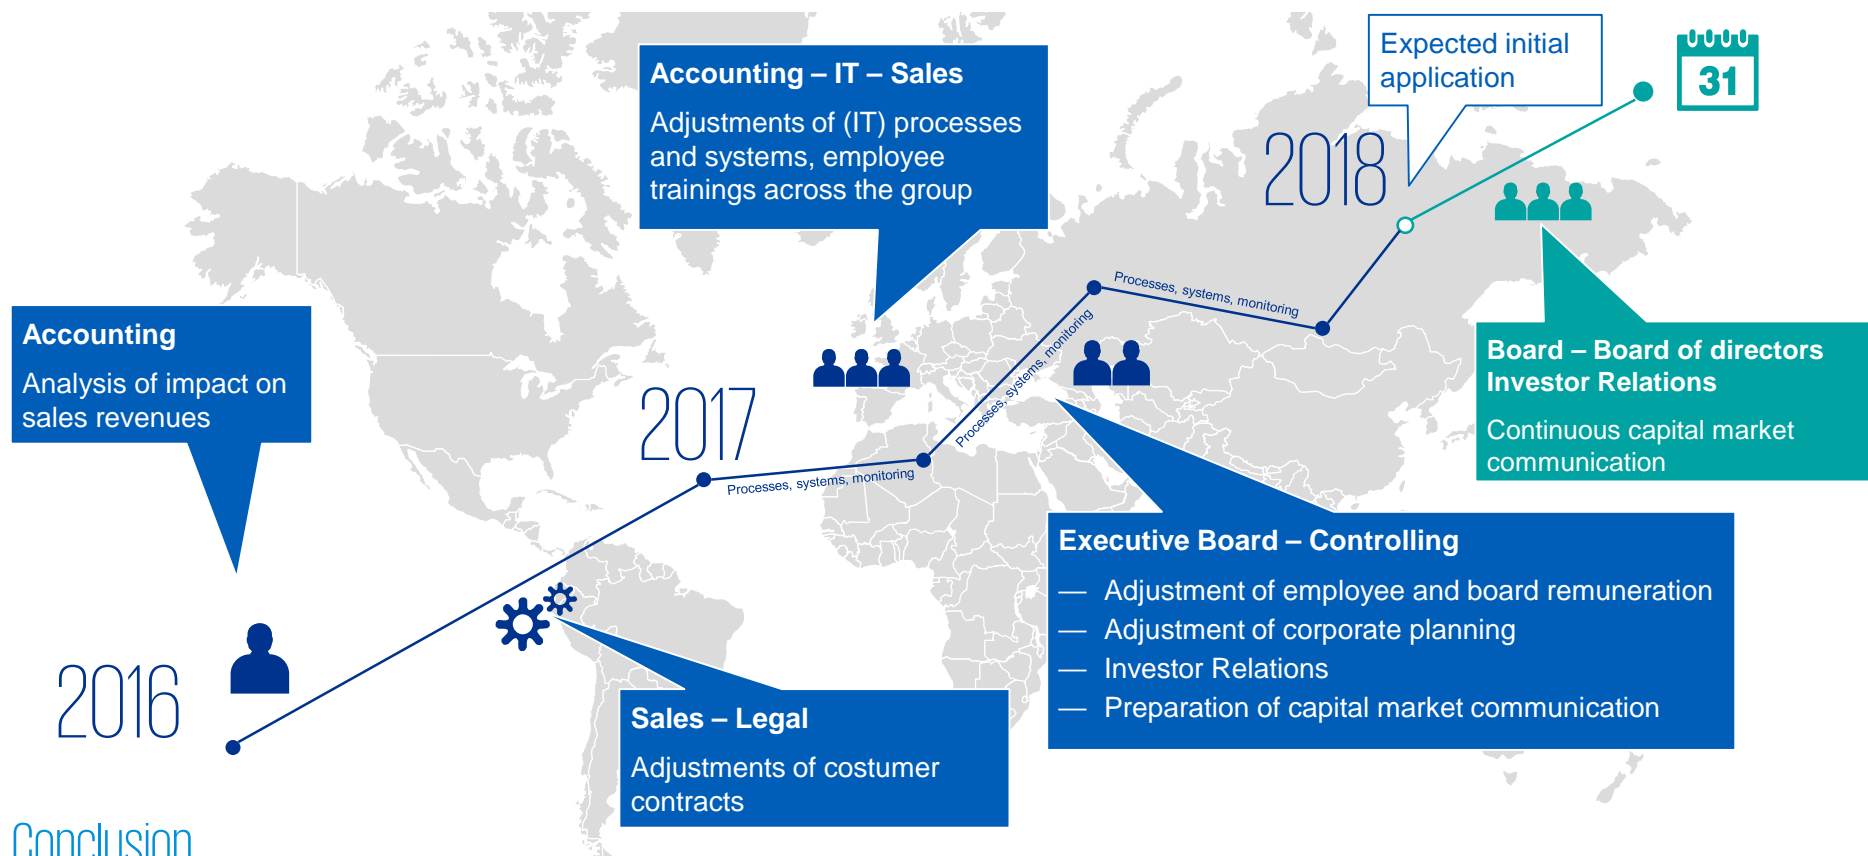 Expected initial
application
31
Accounting – IT – Sales
Adjustments of (IT) processes
and systems, employee
trainings across the group
2018
Processes, systems, monitoring
Accounting
Analysis of impact on
sales revenues
Processes, systems, monitoring
Board – Board of directors
Investor Relations
Continuous capital market
communication
2017
Processes, systems, monitoring
Executive Board – Controlling
— Adjustment of employee and board remuneration
— Adjustment of corporate planning
— Investor Relations
— Preparation of capital market communication
2016
Sales – Legal
Adjustments of costumer
contracts
Conclusion